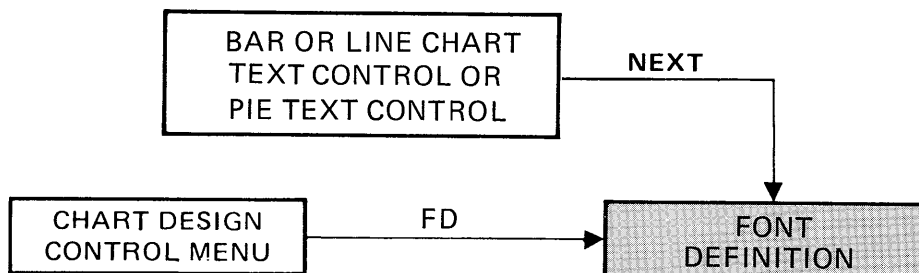 BAR OR LINE CHART
TEXT CONTROL OR
PIE TEXT CONTROL
NEXT
CHART DESIGN
CONTROL MENU
FD
FONT
DEFINITION